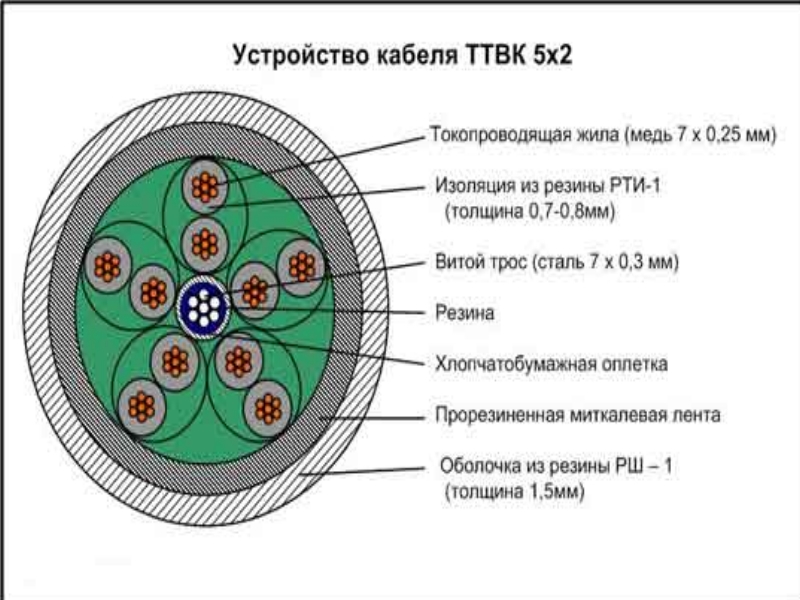 Устройство кабеля ТТВК 5х2
Токопроводящая жила (медь 7 х 0,25 мм)
Изоляция из резины РТИ-1
(толщина 0,7-0,8мм)
Витой трос (сталь 7 х 0,3 мм)
Резина
Хлопчатобумажная оплетка
Прорезиненная миткалевая лента
Оболочка из резины РШ – 1
(толщина 1,5мм)